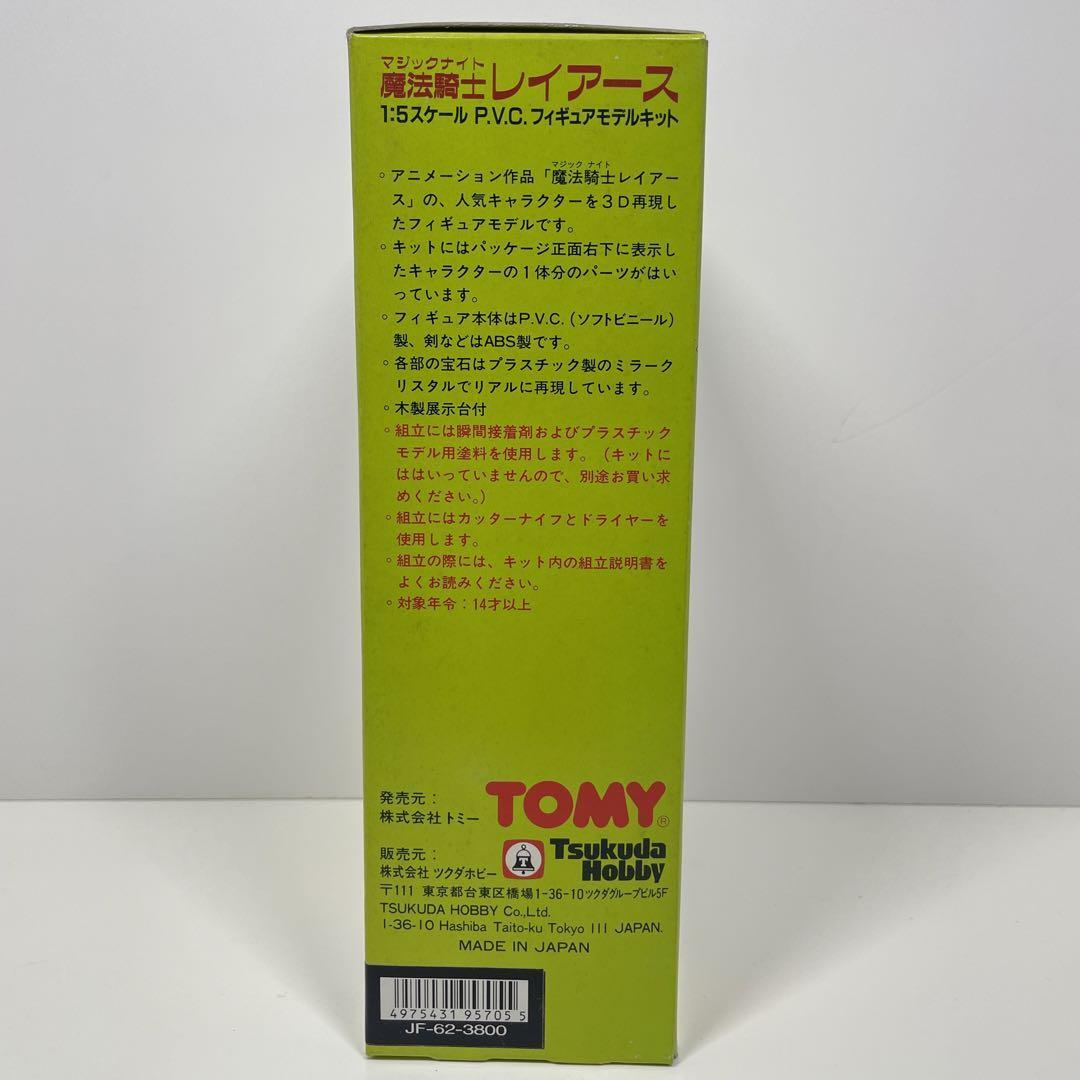 マジックナイト
魔法騎士レイアース
1:5スケール P.V.C.フィギュアモデルキット
マジック ナイト
◦アニメーション作品「魔法騎士レイアー
ス」の、人気キャラクターを3D再現し
たフィギュアモデルです。
◦キットにはパッケージ正面右下に表示し
たキャラクターの1体分のパーツがはい
っています。
◦フィギュア本体はP.V.C.(ソフトビニール)
製、剣などはABS製です。
◦各部の宝石はプラスチック製のミラーク
リスタルでリアルに再現しています。
◦木製展示台付
◦組立には瞬間接着剤およびプラスチック
モデル用塗料を使用します。(キットに
ははいっていませんので、別途お買い求
めください。)
◦組立にはカッターナイフとドライヤーを
使用します。
◦組立の際には、キット内の組立説明書を
よくお読みください。
◦対象年令:14才以上
発売元:
株式会社トミー
TOMY®
販売元:
株式会社 ツクダホビー
Tsukuda
Hobby
〒111 東京都台東区橋場1-36-10ツクダグループビル5F
TSUKUDA HOBBY Co.,Ltd.
1-36-10 Hashiba Taito-ku Tokyo 111 JAPAN.
MADE IN JAPAN
4975431 95705 5
JF-62-3800